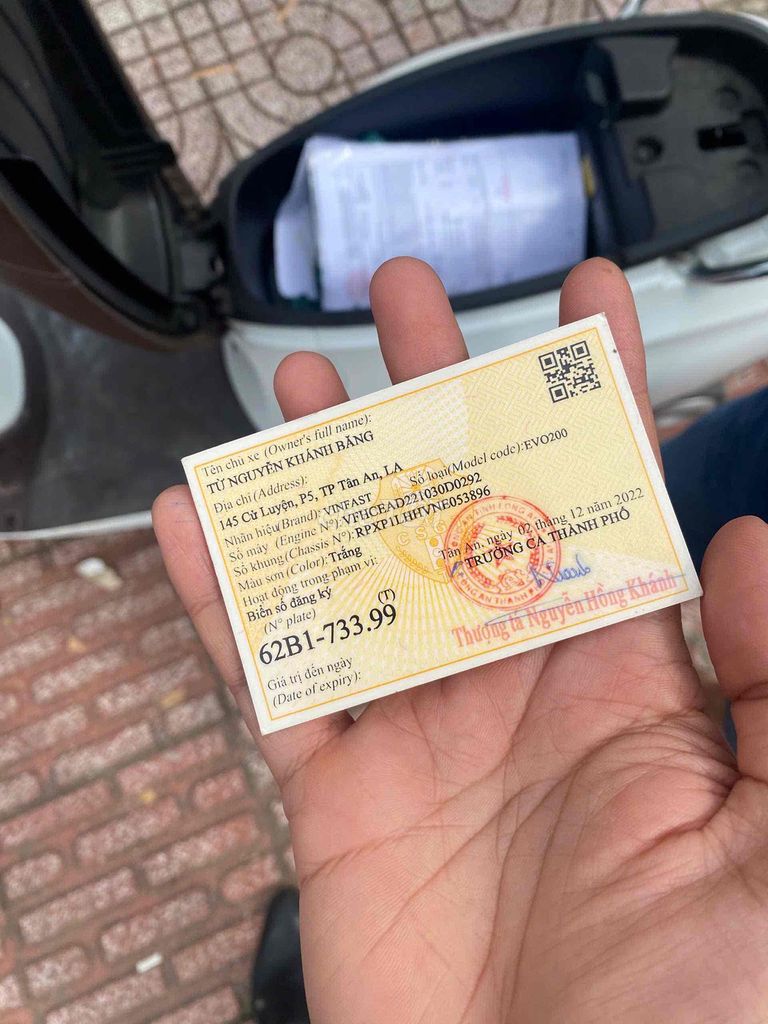 Tên chủ xe (Owner's full name):
TỪ NGUYỄN KHÁNH BĂNG
Địa chỉ (Address):
145 Cử Luyện, P5, TP Tân An, LA
Nhãn hiệu(Brand): VINFAST Số loại(Model code):EVO200
Số máy (Engine Nº):VFHCEAD221030D0292
Số khung(Chassis Nº):RPXP1LHHVNE053896
Màu sơn (Color): Trắng
Hoạt động trong phạm vi:
Biển số đăng ký
(Nº plate)
62B1-733.99 (T)
Giá trị đến ngày
(Date of expiry):
Tân An, ngày 02 tháng 12 năm 2022
TRƯỞNG CA THÀNH PHỐ
Thượng tá Nguyễn Hồng Khánh